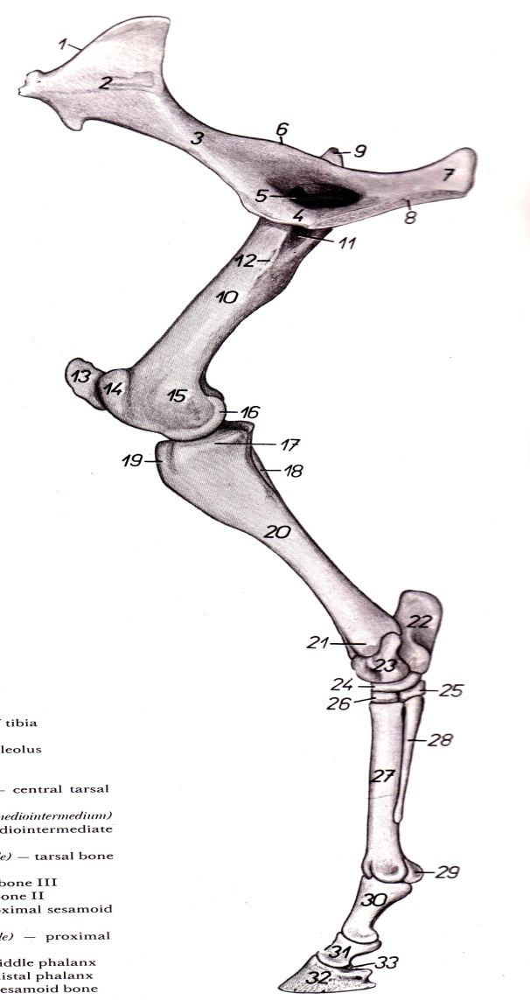 1
2
3
6
9
7
5
4
8
11
12
10
13
14
15
16
17
19
18
20
22
21
23
24
25
26
28
27
29
30
31
33
32
tibia
leolus
— central tarsal
nediointermedium)
diointermediate
le) — tarsal bone
bone III
one II
oximal sesamoid
le) — proximal
iddle phalanx
listal phalanx
esamoid bone